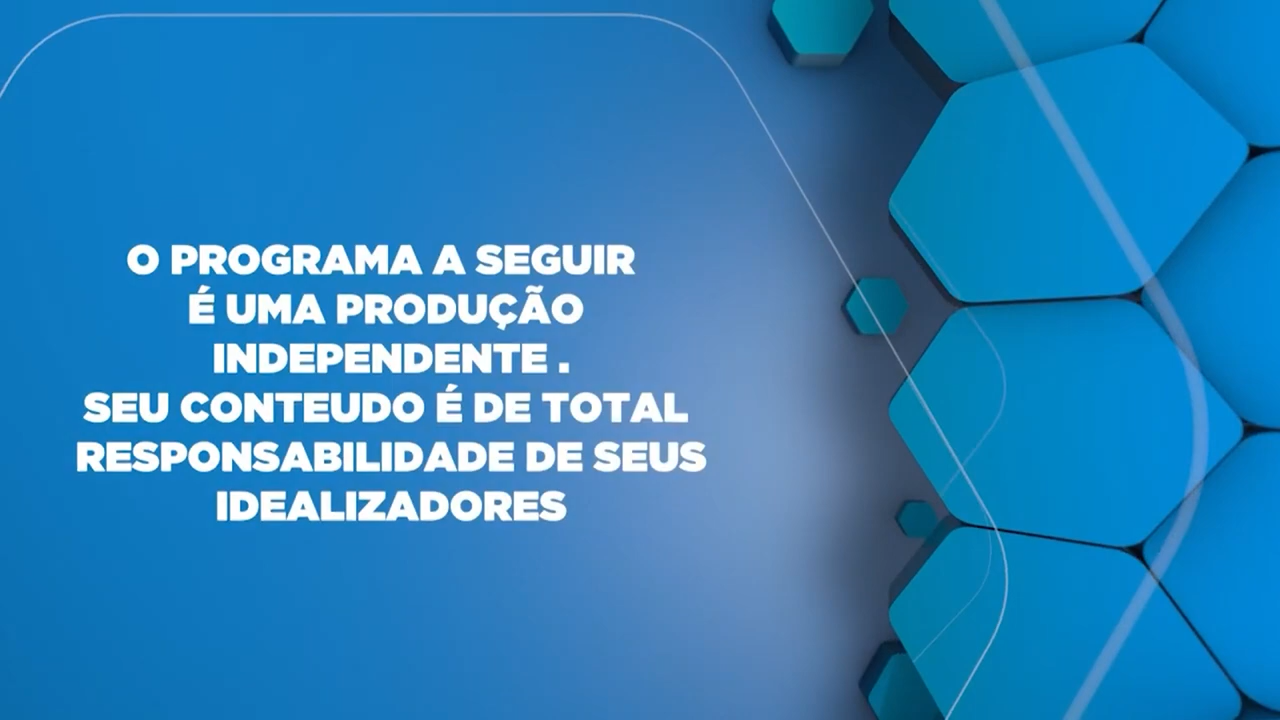 O PROGRAMA A SEGUIR
É UMA PRODUÇÃO
INDEPENDENTE .
SEU CONTEUDO É DE TOTAL
RESPONSABILIDADE DE SEUS
IDEALIZADORES